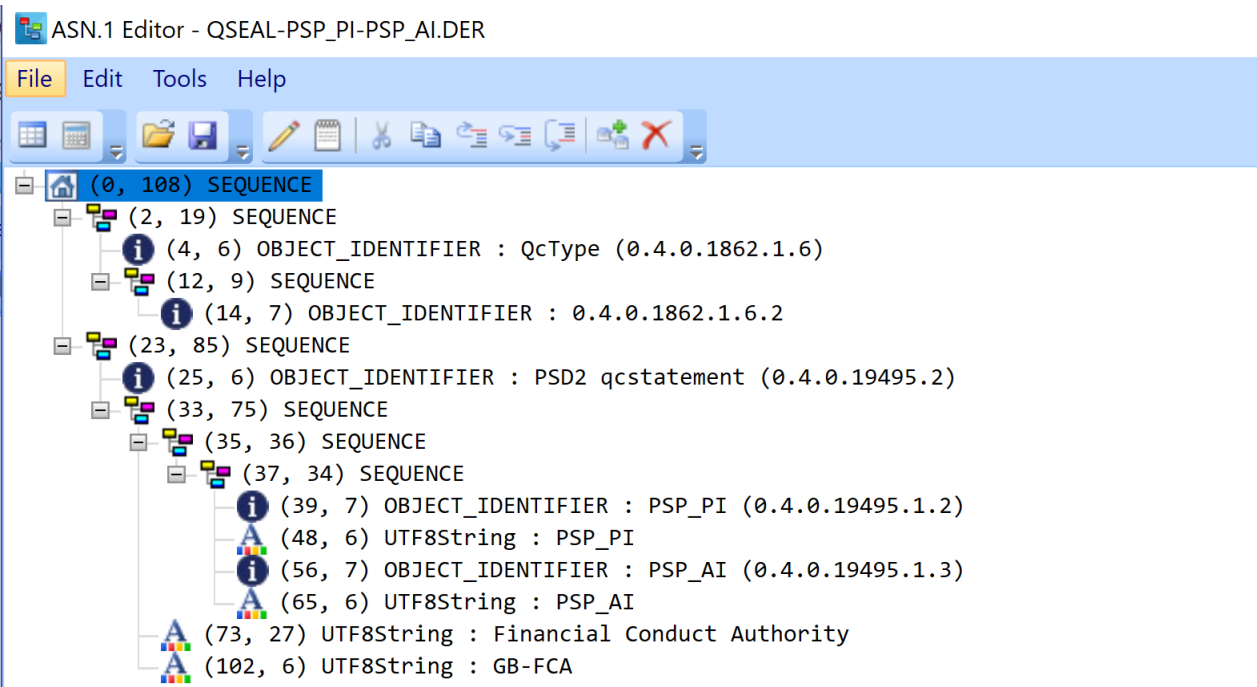 ASN.1 Editor - QSEAL-PSP_PI-PSP_AI.DER
File Edit Tools Help
(0, 108) SEQUENCE
(2, 19) SEQUENCE
(4, 6) OBJECT_IDENTIFIER : QcType (0.4.0.1862.1.6)
(12, 9) SEQUENCE
(14, 7) OBJECT_IDENTIFIER : 0.4.0.1862.1.6.2
(23, 85) SEQUENCE
(25, 6) OBJECT_IDENTIFIER : PSD2 qcstatement (0.4.0.19495.2)
(33, 75) SEQUENCE
(35, 36) SEQUENCE
(37, 34) SEQUENCE
(39, 7) OBJECT_IDENTIFIER : PSP_PI (0.4.0.19495.1.2)
(48, 6) UTF8String : PSP_PI
(56, 7) OBJECT_IDENTIFIER : PSP_AI (0.4.0.19495.1.3)
(65, 6) UTF8String : PSP_AI
(73, 27) UTF8String : Financial Conduct Authority
(102, 6) UTF8String : GB-FCA